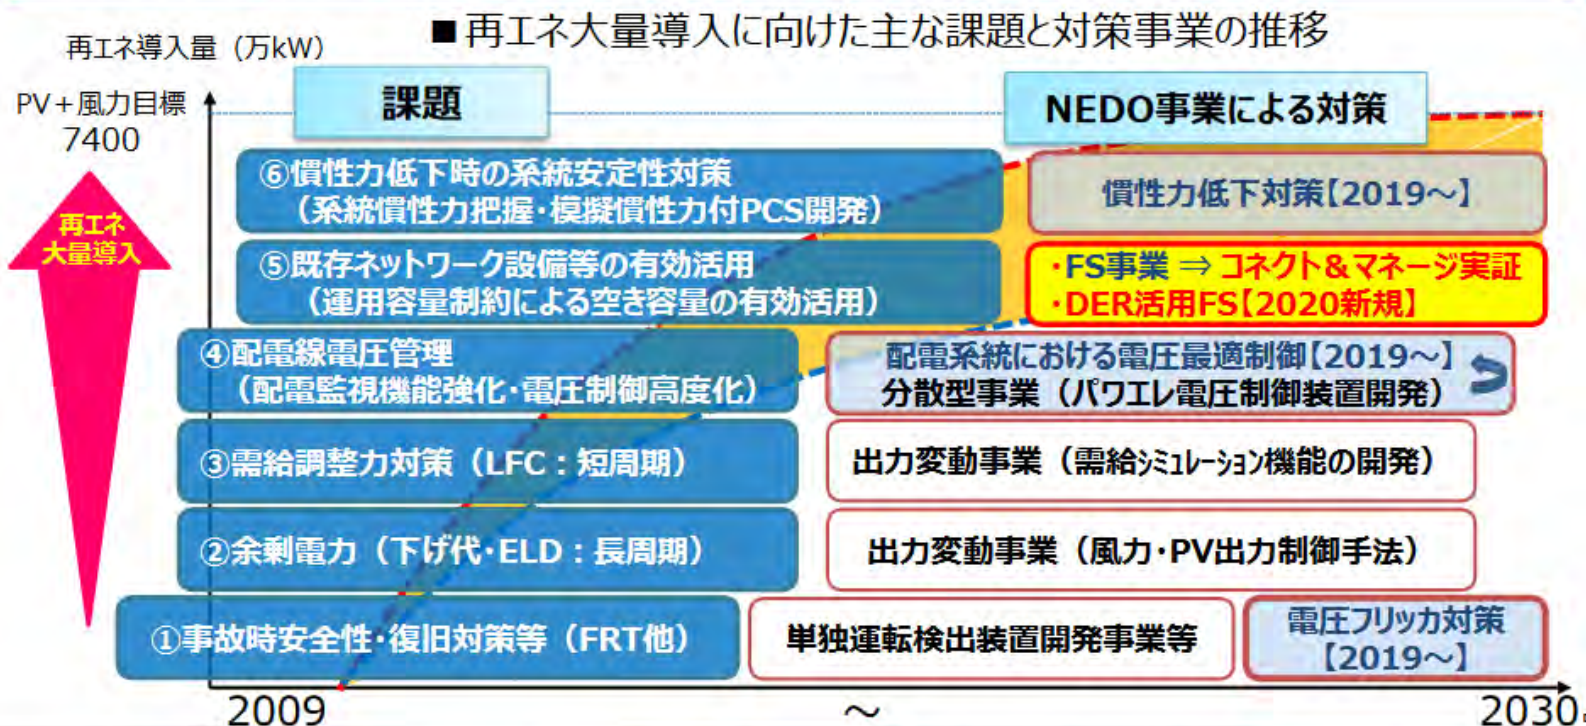 ■再エネ大量導入に向けた主な課題と対策事業の推移
再エネ導入量（万kW）
PV＋風力目標
7400
課題
NEDO事業による対策
再エネ
大量導入
⑥慣性力低下時の系統安定性対策
（系統慣性力把握・模擬慣性力付PCS開発）
慣性力低下対策【2019～】
⑤既存ネットワーク設備等の有効活用
（運用容量制約による空き容量の有効活用）
・FS事業 ⇒ コネクト＆マネージ実証
・DER活用FS【2020新規】
④配電線電圧管理
（配電監視機能強化・電圧制御高度化）
配電系統における電圧最適制御【2019～】
分散型事業（パワエレ電圧制御装置開発）
③需給調整力対策（LFC：短周期）
出力変動事業（需給ｼﾐｭﾚｰｼｮﾝ機能の開発）
②余剰電力（下げ代・ELD：長周期）
出力変動事業（風力・PV出力制御手法）
①事故時安全性・復旧対策等（FRT他）
単独運転検出装置開発事業等
電圧フリッカ対策
【2019～】
2009
～
2030